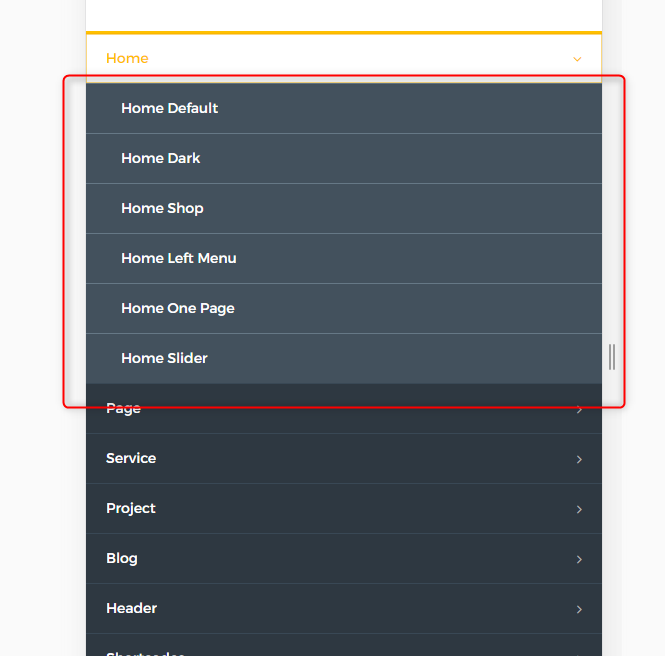 Home
Home Default
Home Dark
Home Shop
Home Left Menu
Home One Page
Home Slider
Page
Service
Project
Blog
Header
Shortcodes